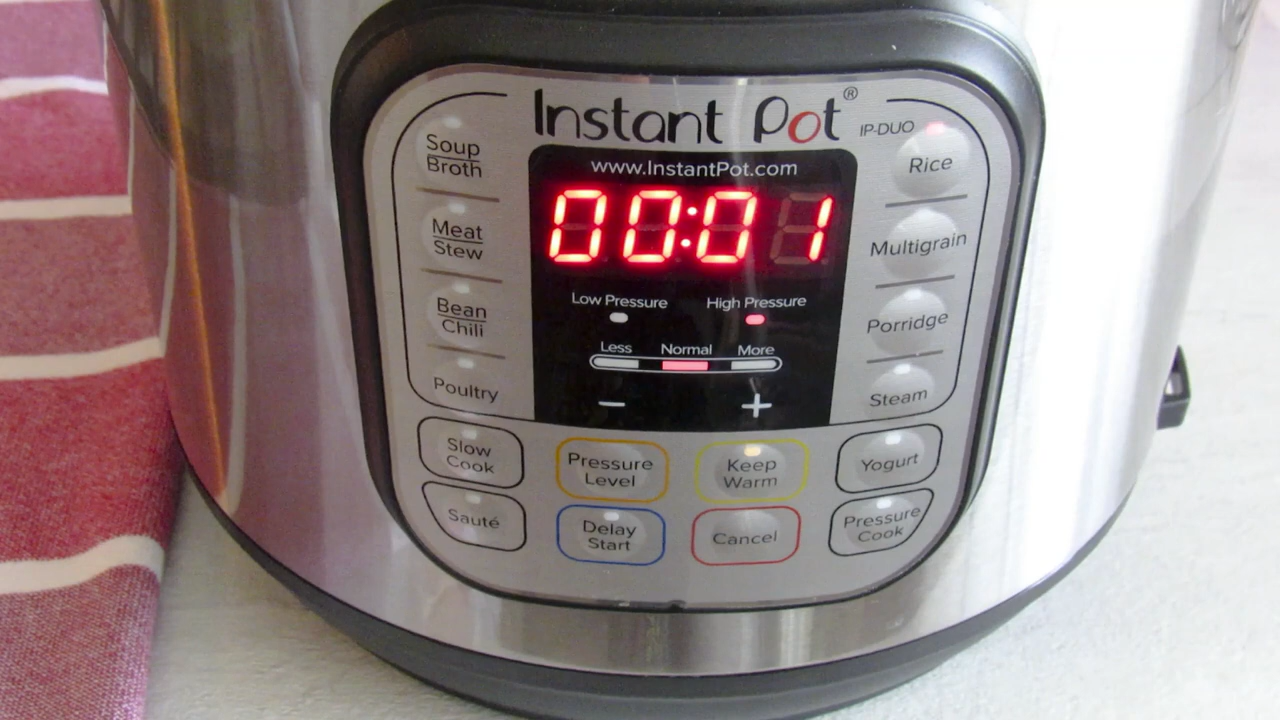 Instant Pot®
IP-DUO
www.InstantPot.com
00:01
Low Pressure
High Pressure
Less
Normal
More
−
+
Soup
Broth
Meat
Stew
Bean
Chili
Poultry
Rice
Multigrain
Porridge
Steam
Slow
Cook
Pressure
Level
Keep
Warm
Yogurt
Sauté
Delay
Start
Cancel
Pressure
Cook